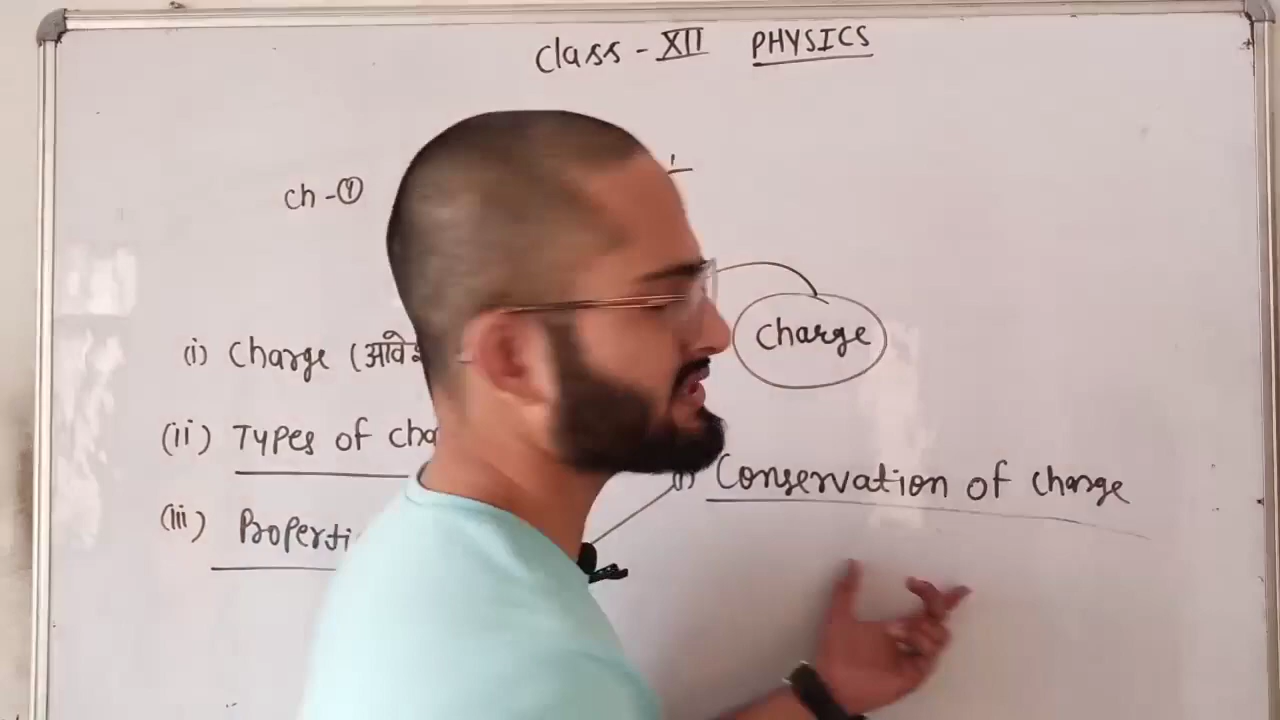 Class - XII PHYSICS
ch - ①
(i) Charge (आवे
Charge
(ii) Types of cha
(i) Conservation of charge
(iii) Properti